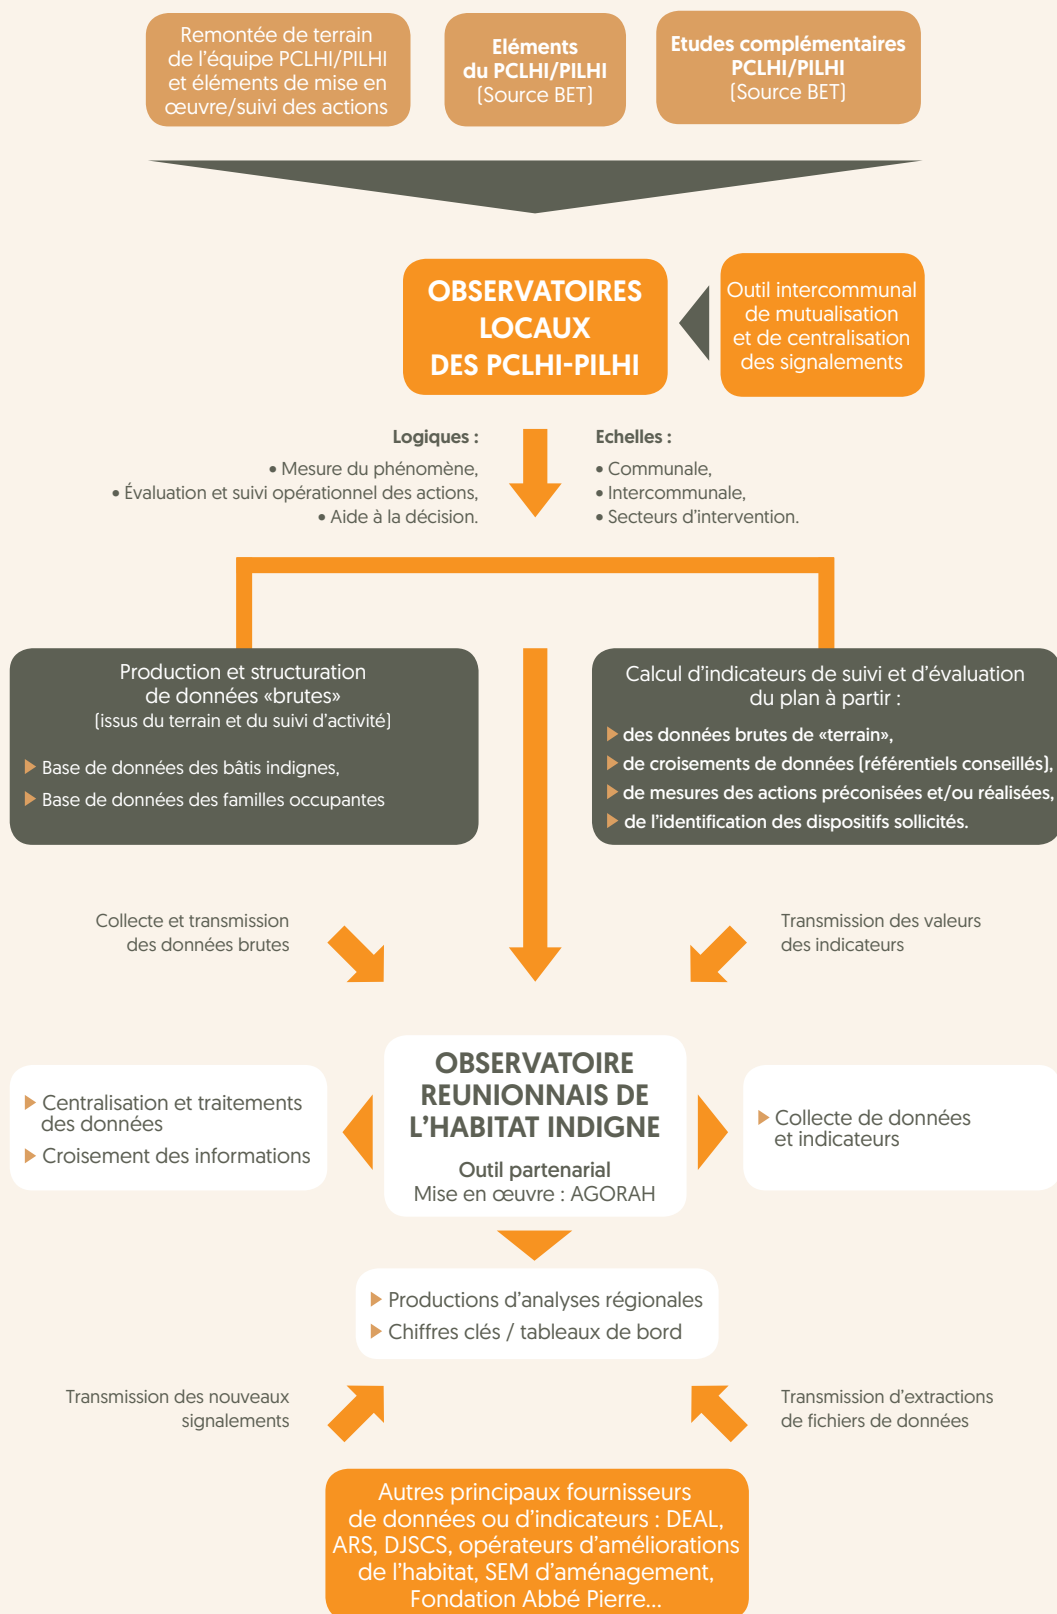 Remontée de terrain
de l'équipe PCLHI/PILHI
et éléments de mise en
œuvre/suivi des actions
Eléments
du PCLHI/PILHI
(Source BET)
Etudes complémentaires
PCLHI/PILHI
(Source BET)
OBSERVATOIRES
LOCAUX
DES PCLHI-PILHI
Outil intercommunal
de mutualisation
et de centralisation
des signalements
Logiques :
• Mesure du phénomène,
• Évaluation et suivi opérationnel des actions,
• Aide à la décision.
Echelles :
• Communale,
• Intercommunale,
• Secteurs d'intervention.
Production et structuration
de données «brutes»
(issus du terrain et du suivi d'activité)
Base de données des bâtis indignes,
Base de données des familles occupantes
Calcul d'indicateurs de suivi et d'évaluation
du plan à partir :
des données brutes de «terrain»,
de croisements de données (référentiels conseillés),
de mesures des actions préconisées et/ou réalisées,
de l'identification des dispositifs sollicités.
Collecte et transmission
des données brutes
Transmission des valeurs
des indicateurs
Centralisation et traitements
des données
Croisement des informations
OBSERVATOIRE
REUNIONNAIS DE
L'HABITAT INDIGNE
Outil partenarial
Mise en œuvre : AGORAH
Collecte de données
et indicateurs
Productions d'analyses régionales
Chiffres clés / tableaux de bord
Transmission des nouveaux
signalements
Transmission d'extractions
de fichiers de données
Autres principaux fournisseurs
de données ou d'indicateurs : DEAL,
ARS, DJSCS, opérateurs d'améliorations
de l'habitat, SEM d'aménagement,
Fondation Abbé Pierre...